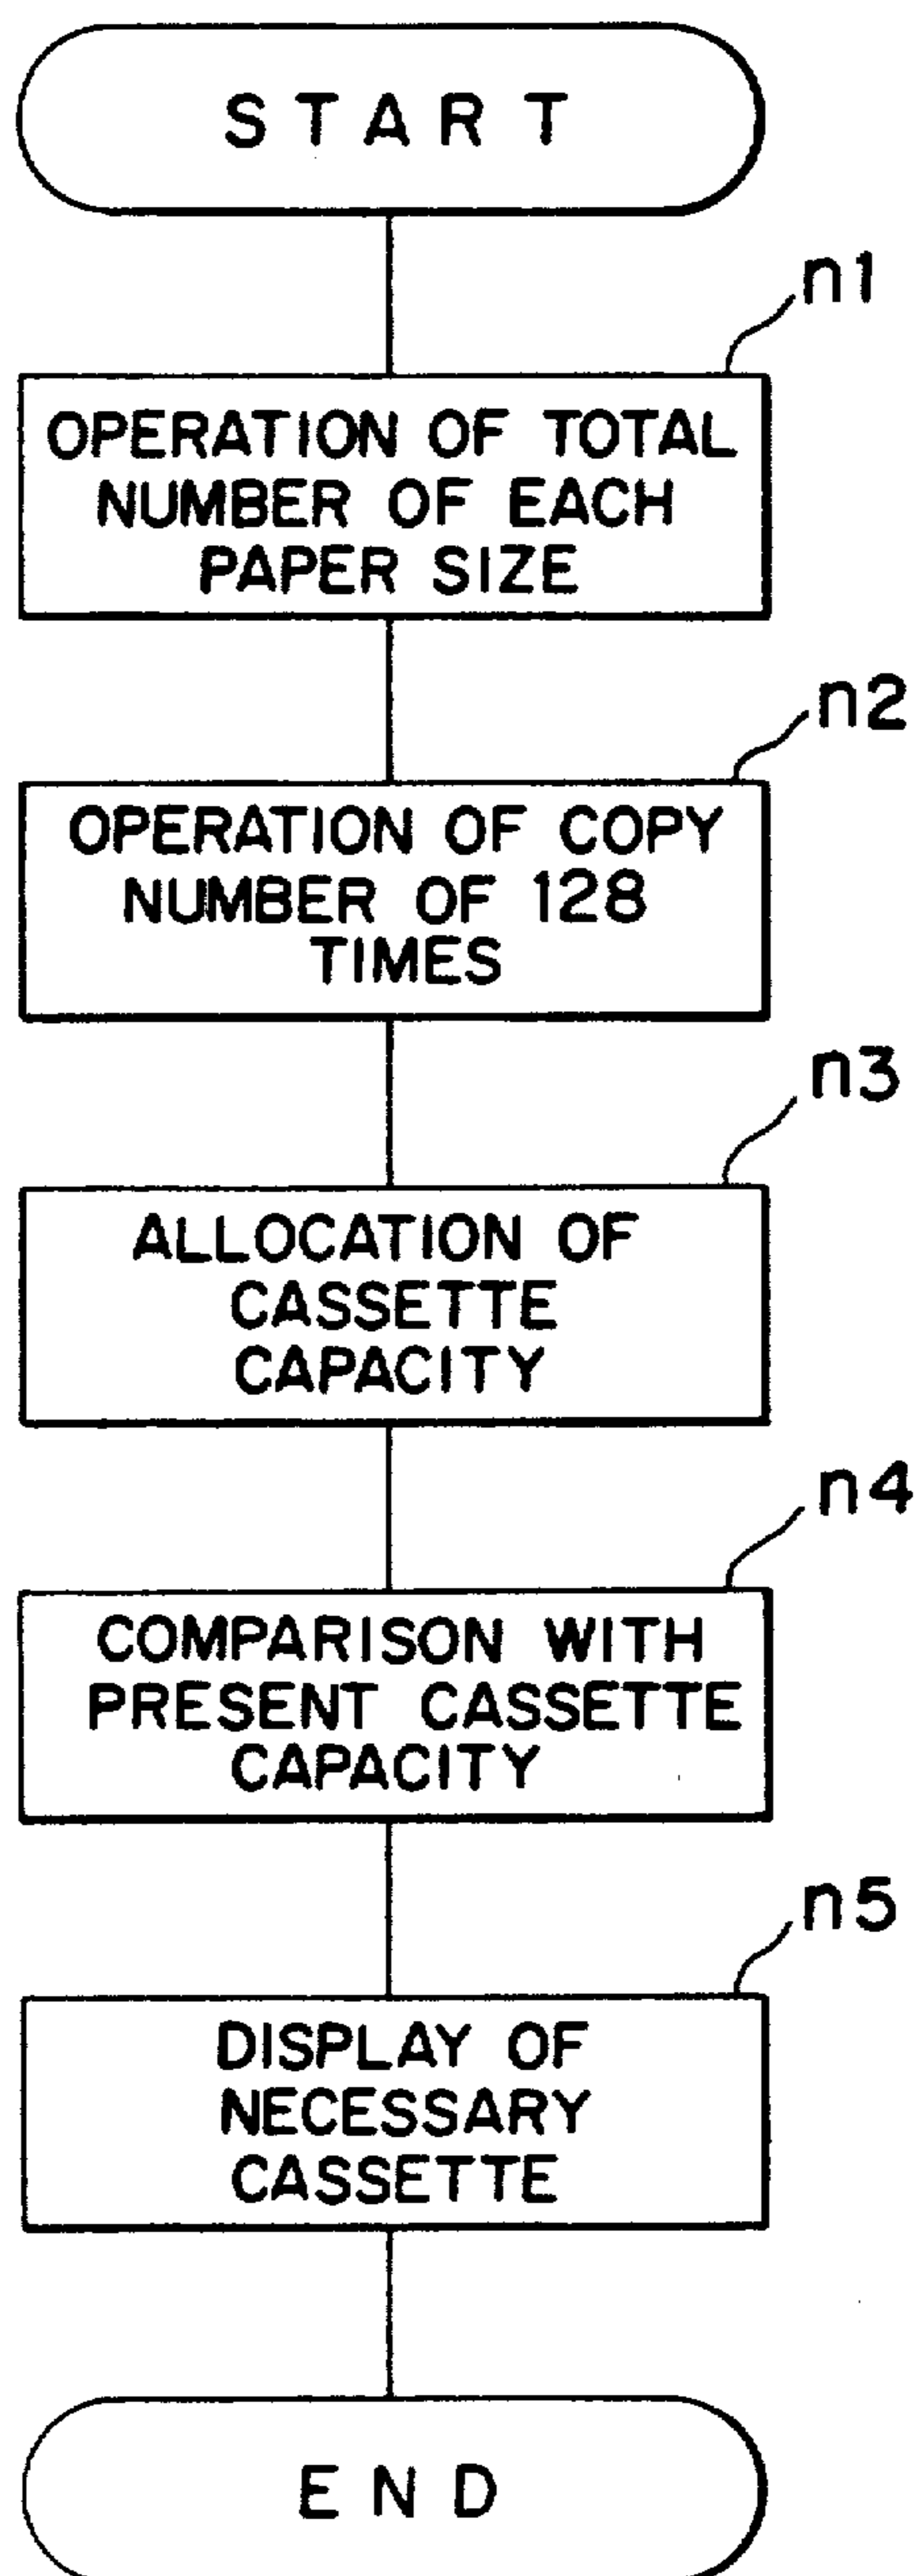 START
n1
OPERATION OF TOTAL
NUMBER OF EACH
PAPER SIZE
n2
OPERATION OF COPY
NUMBER OF 128
TIMES
n3
ALLOCATION OF
CASSETTE
CAPACITY
n4
COMPARISON WITH
PRESENT CASSETTE
CAPACITY
n5
DISPLAY OF
NECESSARY
CASSETTE
END